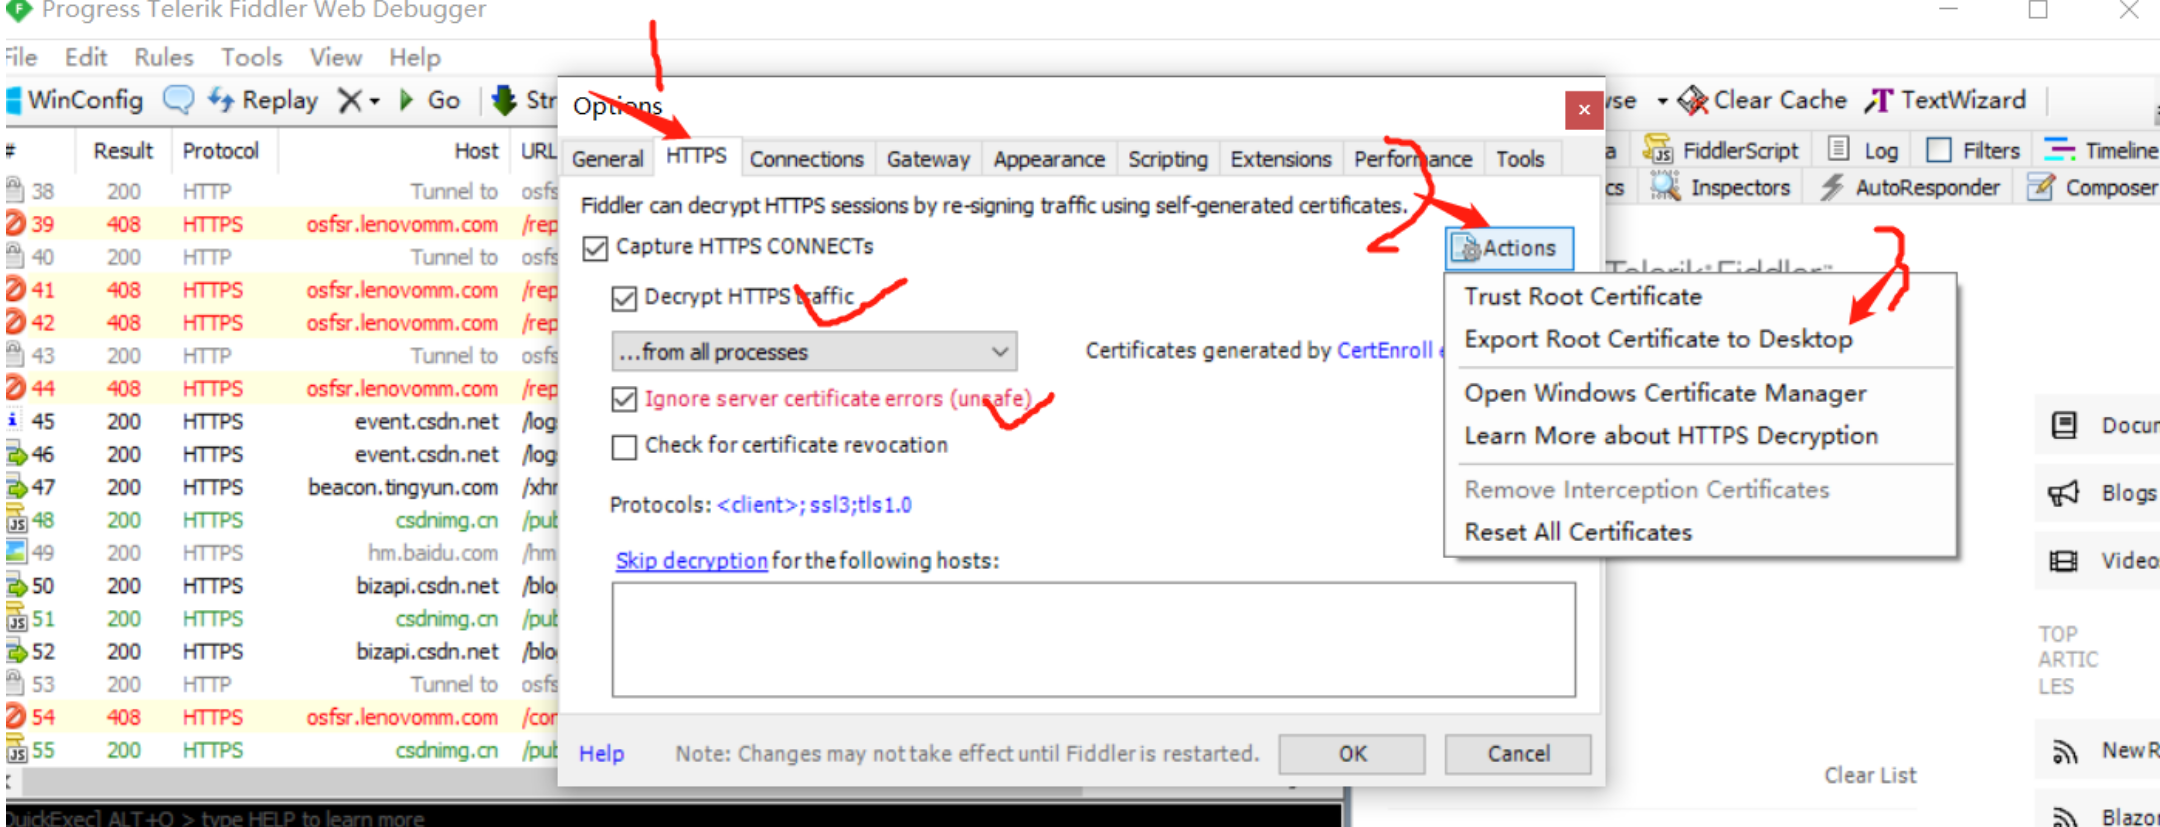 Progress Telerik Fiddler Web Debugger
File Edit Rules Tools View Help
WinConfig Replay Go Str
use Clear Cache TextWizard
# Result Protocol Host URL
38 200 HTTP Tunnel to osfs
39 408 HTTPS osfsr.lenovomm.com /rep
40 200 HTTP Tunnel to osfs
41 408 HTTPS osfsr.lenovomm.com /rep
42 408 HTTPS osfsr.lenovomm.com /rep
43 200 HTTP Tunnel to osfs
44 408 HTTPS osfsr.lenovomm.com /rep
45 200 HTTPS event.csdn.net /log
46 200 HTTPS event.csdn.net /log
47 200 HTTPS beacon.tingyun.com /xhr
48 200 HTTPS csdnimg.cn /pub
49 200 HTTPS hm.baidu.com /hm
50 200 HTTPS bizapi.csdn.net /blo
51 200 HTTPS csdnimg.cn /pub
52 200 HTTPS bizapi.csdn.net /blo
53 200 HTTP Tunnel to osfs
54 408 HTTPS osfsr.lenovomm.com /cor
55 200 HTTPS csdnimg.cn /pub
QuickExec] ALT+Q > type HELP to learn more
Options
General HTTPS Connections Gateway Appearance Scripting Extensions Performance Tools
Fiddler can decrypt HTTPS sessions by re-signing traffic using self-generated certificates.
Capture HTTPS CONNECTs
Actions
Decrypt HTTPS traffic
...from all processes
Certificates generated by CertEnroll e
Ignore server certificate errors (unsafe)
Check for certificate revocation
Protocols: <client>; ssl3;tls1.0
Skip decryption for the following hosts:
Help Note: Changes may not take effect until Fiddler is restarted. OK Cancel
Trust Root Certificate
Export Root Certificate to Desktop
Open Windows Certificate Manager
Learn More about HTTPS Decryption
Remove Interception Certificates
Reset All Certificates
1
2
3
a FiddlerScript Log Filters Timeline
cs Inspectors AutoResponder Composer
Telerik Fiddler
Docum
Blogs
Videos
TOP
ARTIC
LES
New R
Clear List
Blazor